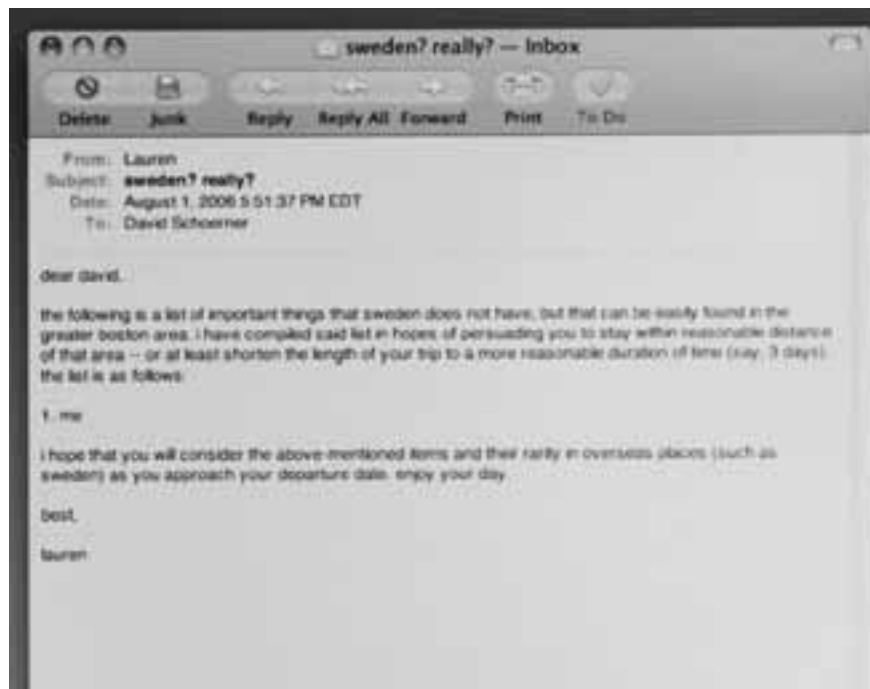 sweden? really? — Inbox
Delete Junk Reply Reply All Forward Print To Do
From: Lauren
Subject: sweden? really?
Date: August 1, 2006 5:51:37 PM EDT
To: David Schoerner
dear david,
the following is a list of important things that sweden does not have, but that can be easily found in the
greater boston area. i have compiled said list in hopes of persuading you to stay within reasonable distance
of that area -- or at least shorten the length of your trip to a more reasonable duration of time (say, 3 days).
the list is as follows:
1. me
i hope that you will consider the above-mentioned items and their rarity in overseas places (such as
sweden) as you approach your departure date. enjoy your day.
best,
lauren